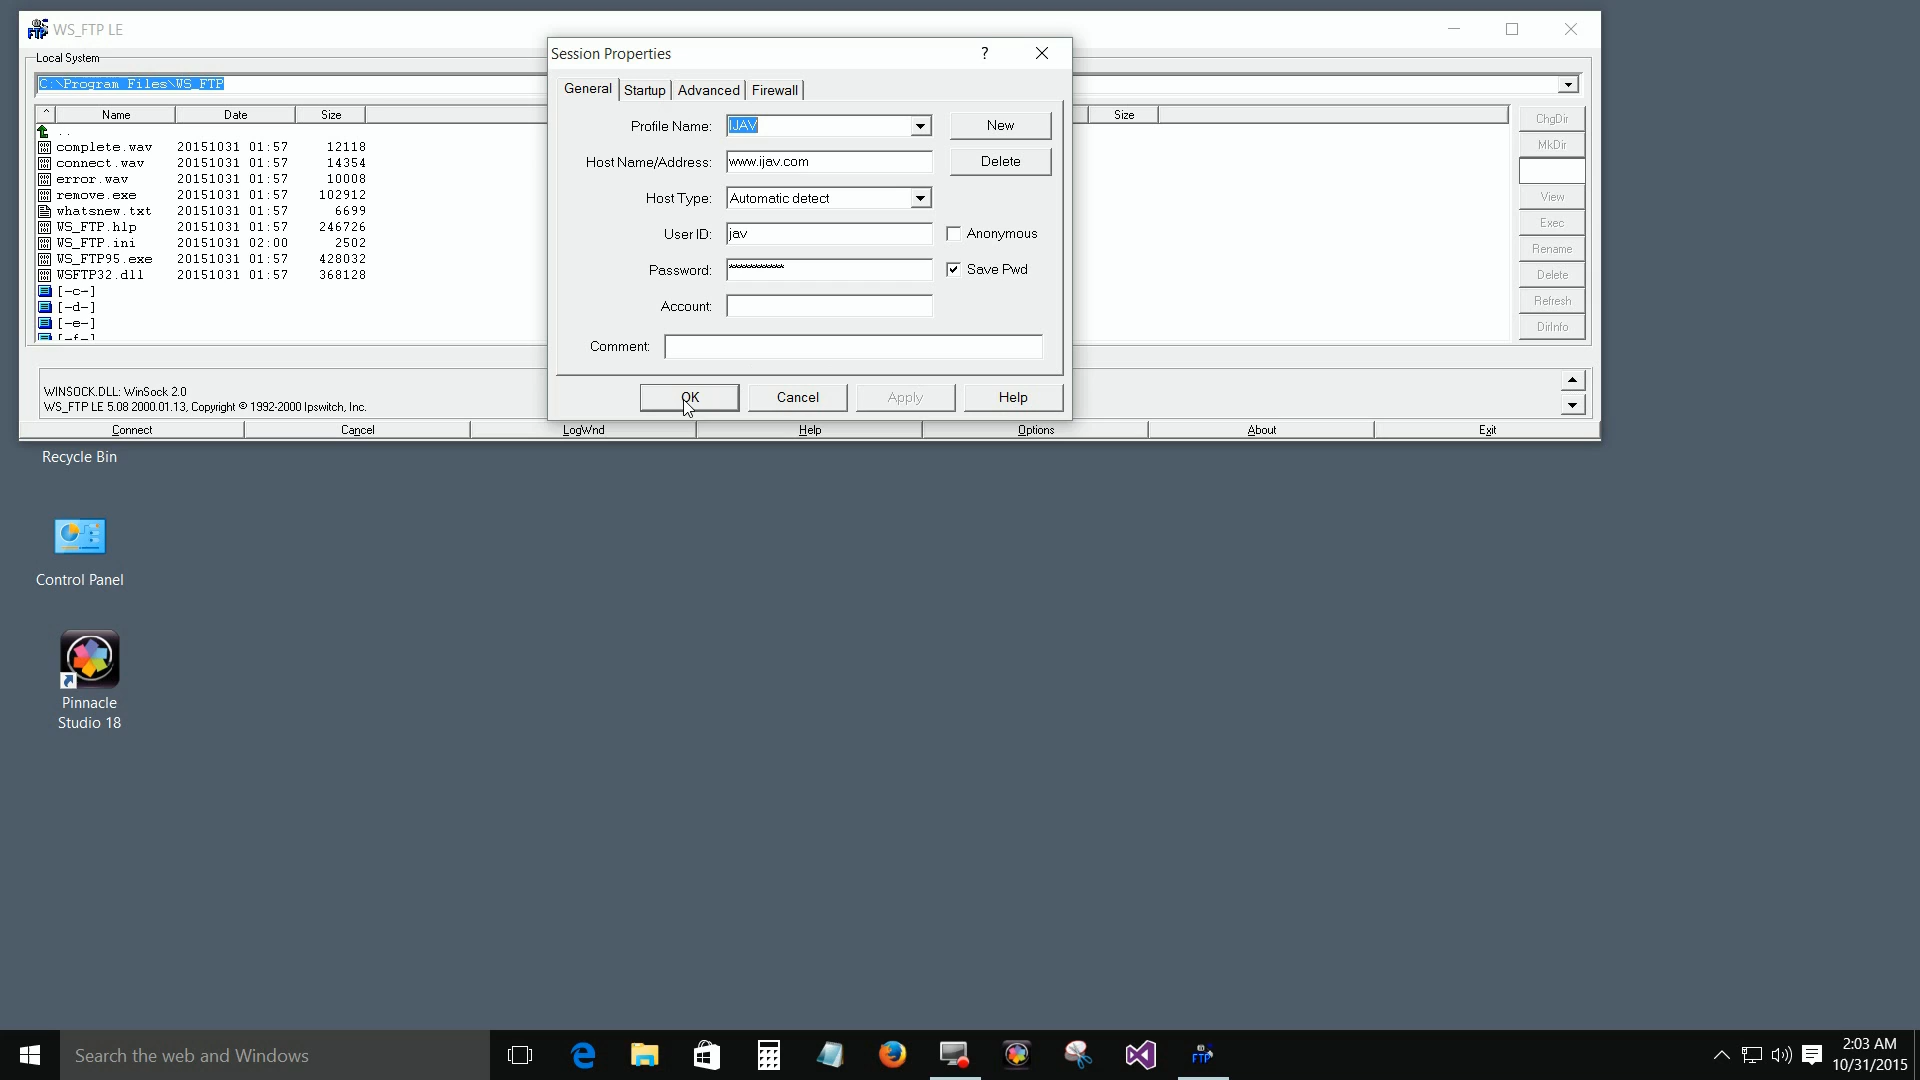 WS_FTP LE
Local System
C:\Program Files\WS_FTP
^ Name Date Size
..
complete.wav 20151031 01:57 12118
connect.wav 20151031 01:57 14354
error.wav 20151031 01:57 10008
remove.exe 20151031 01:57 102912
whatsnew.txt 20151031 01:57 6699
WS_FTP.hlp 20151031 01:57 246726
WS_FTP.ini 20151031 02:00 2502
WS_FTP95.exe 20151031 01:57 428032
WSFTP32.dll 20151031 01:57 368128
[-c-]
[-d-]
[-e-]
[-f-]
Session Properties
?
General Startup Advanced Firewall
Profile Name: IJAV New
Host Name/Address: www.ijav.com Delete
Host Type: Automatic detect
User ID: jav Anonymous
Password: ************ Save Pwd
Account:
Comment:
OK Cancel Apply Help
Size
ChgDir
MkDir
View
Exec
Rename
Delete
Refresh
DirInfo
WINSOCK.DLL: WinSock 2.0
WS_FTP LE 5.08 2000.01.13, Copyright © 1992-2000 Ipswitch, Inc.
Connect Cancel LogWnd Help Options About Exit
Recycle Bin
Control Panel
Pinnacle
Studio 18
Search the web and Windows
FTP
2:03 AM
10/31/2015